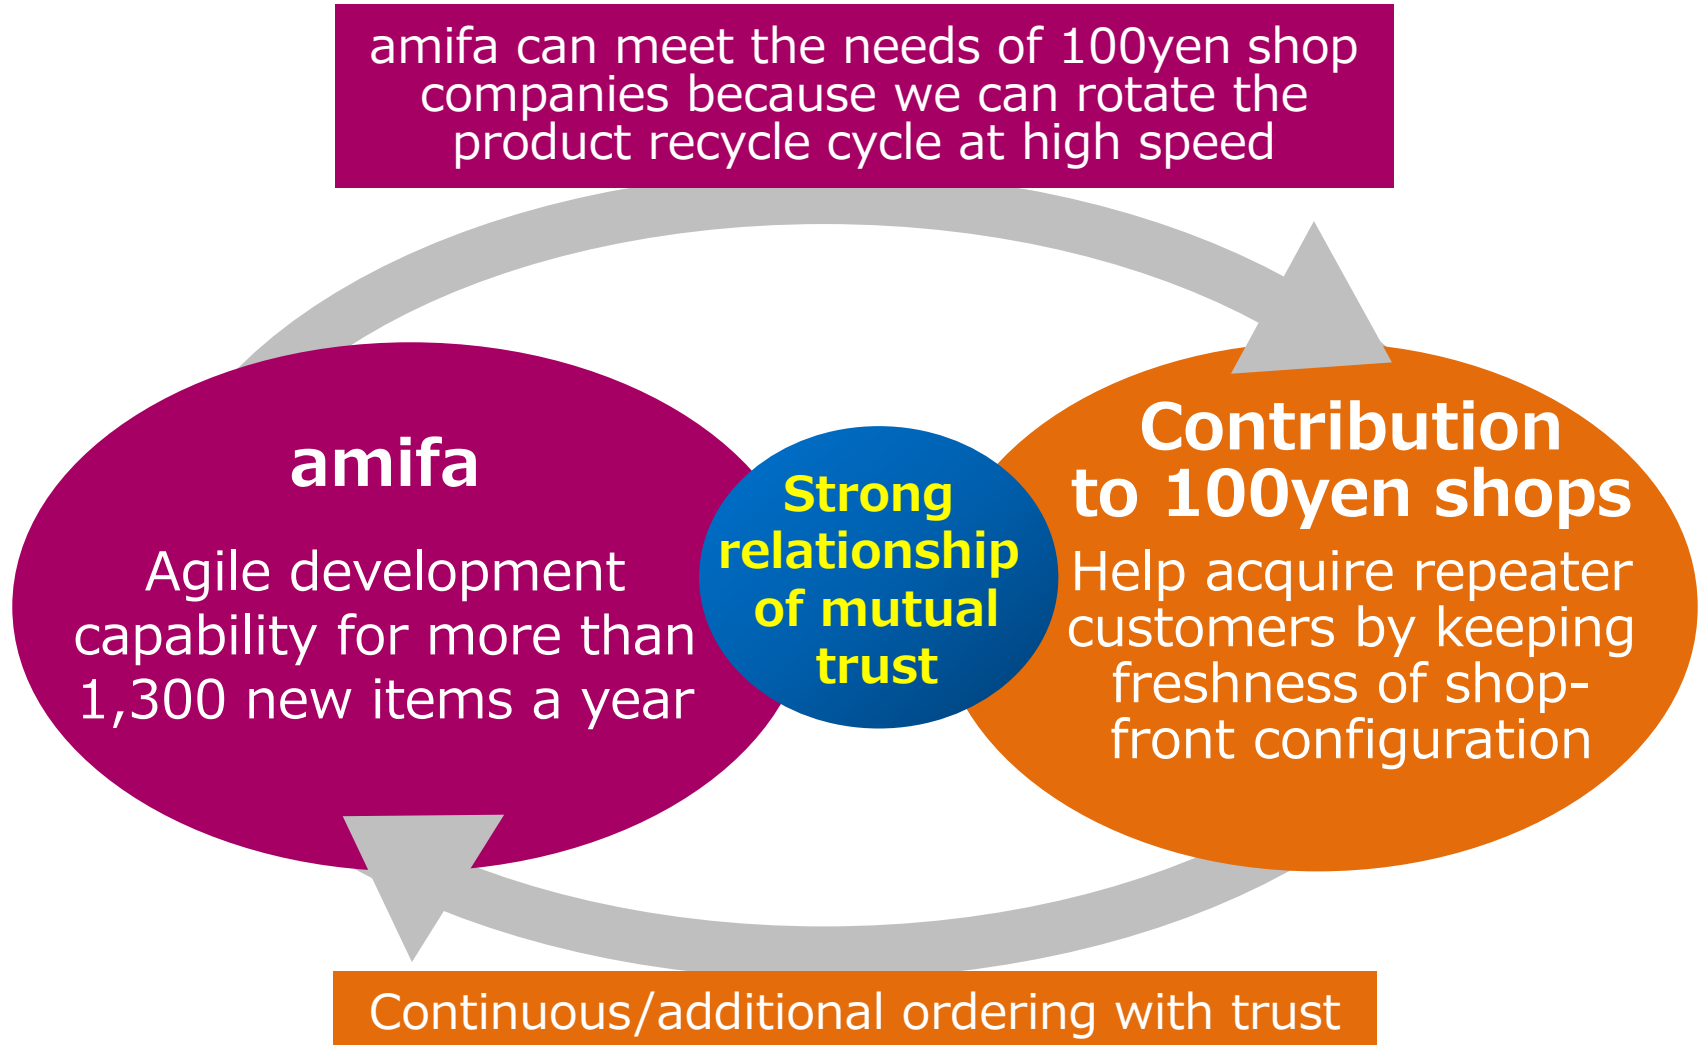 amifa can meet the needs of 100yen shop
companies because we can rotate the
product recycle cycle at high speed
amifa
Agile development
capability for more than
1,300 new items a year
Strong
relationship
of mutual
trust
Contribution
to 100yen shops
Help acquire repeater
customers by keeping
freshness of shop-
front configuration
Continuous/additional ordering with trust